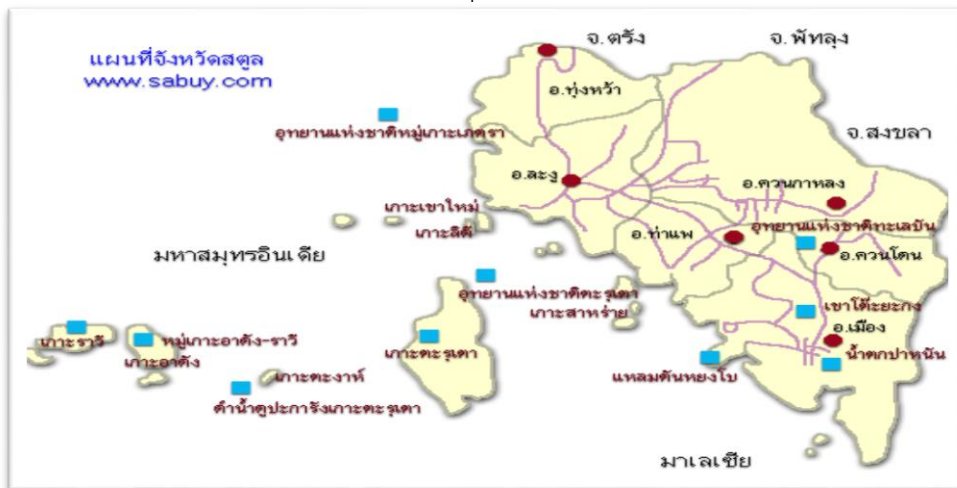 แผนที่จังหวัดสตูล
www.sabuy.com
จ.ตรัง
จ.พัทลุง
อ.ทุ่งหว้า
อุทยานแห่งชาติหมู่เกาะเภตรา
จ.สงขลา
อ.ละงู
อ.ควนกาหลง
เกาะเขาใหญ่
เกาะลิดี
อ.ท่าแพ
อุทยานแห่งชาติทะเลบัน
อ.ควนโดน
มหาสมุทรอินเดีย
อุทยานแห่งชาติตะรุเตา
เกาะสาหร่าย
เขาโต๊ะยะกง
อ.เมือง
เกาะราวี
หมู่เกาะอาดัง-ราวี
เกาะอาดัง
เกาะตะรุเตา
น้ำตกปาหนัน
เกาะตะงาห์
แหลมตันหยงโป
ดำน้ำดูปะการังเกาะตะรุเตา
มาเลเซีย